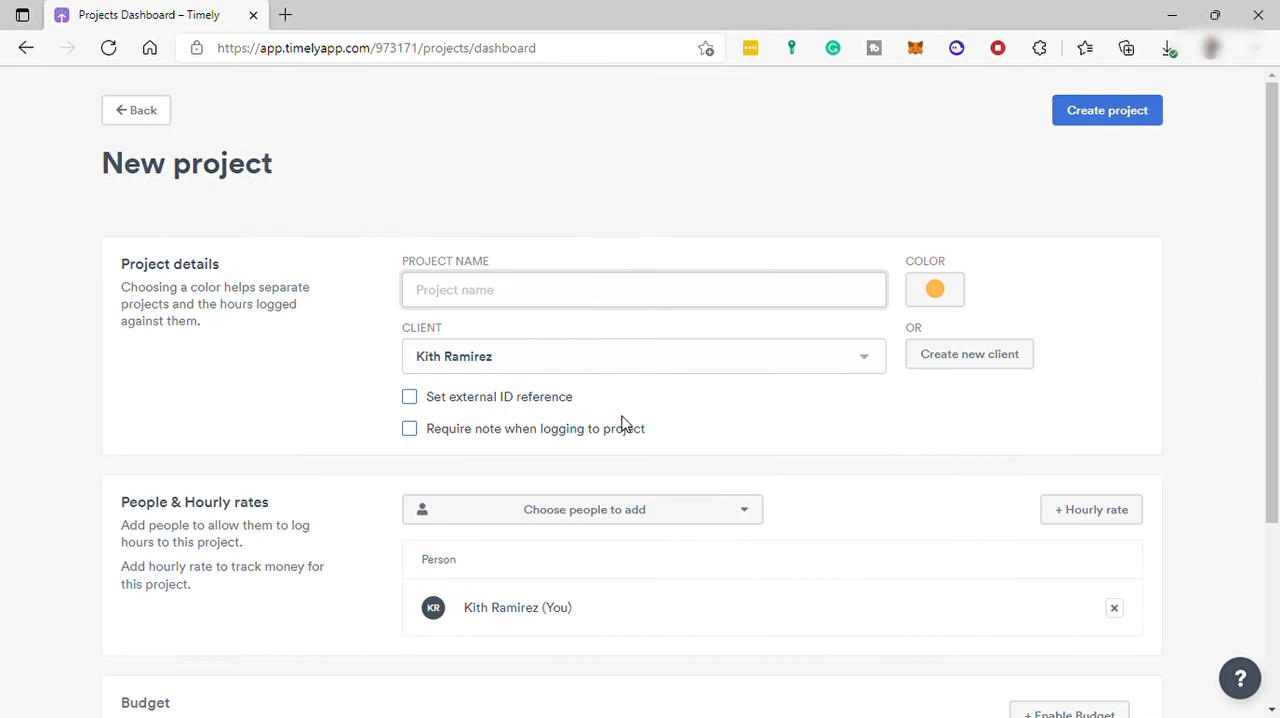 Projects Dashboard – Timely
https://app.timelyapp.com/973171/projects/dashboard
← Back
Create project
New project
Project details
Choosing a color helps separate
projects and the hours logged
against them.
PROJECT NAME
Project name
COLOR
CLIENT
Kith Ramirez
OR
Create new client
Set external ID reference
Require note when logging to project
People & Hourly rates
Add people to allow them to log
hours to this project.
Add hourly rate to track money for
this project.
Choose people to add
+ Hourly rate
Person
KR
Kith Ramirez (You)
?
Budget
+ Enable Budget